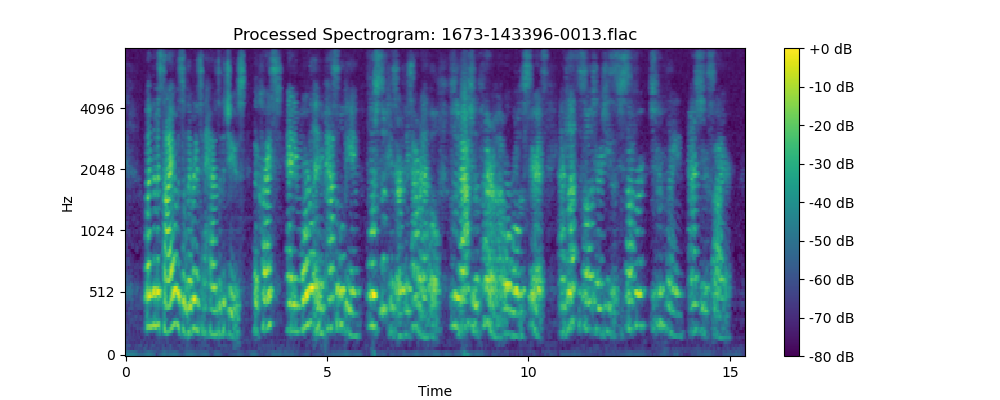 Processed Spectrogram: 1673-143396-0013.flac
Hz
4096
2048
1024
512
0
0 5 10 15
Time
+0 dB
-10 dB
-20 dB
-30 dB
-40 dB
-50 dB
-60 dB
-70 dB
-80 dB